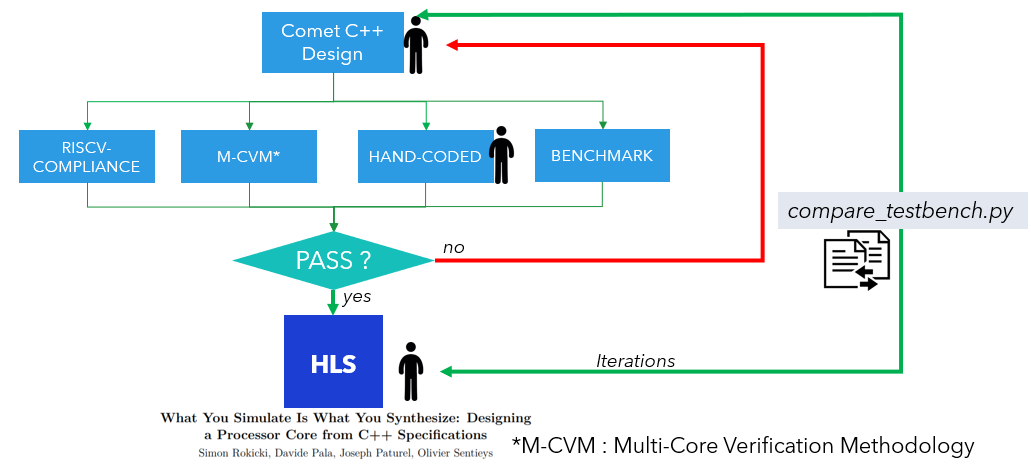 Comet C++
Design
RISCV-
COMPLIANCE
M-CVM*
HAND-CODED
BENCHMARK
compare_testbench.py
PASS ?
no
yes
HLS
Iterations
What You Simulate Is What You Synthesize: Designing
a Processor Core from C++ Specifications
Simon Rokicki, Davide Pala, Joseph Paturel, Olivier Sentieys
*M-CVM : Multi-Core Verification Methodology